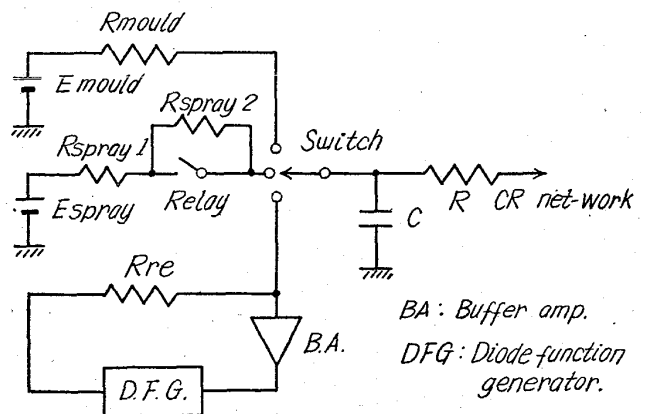 Rmould
E mould
Rspray 2
Rspray 1
Switch
Espray
Relay
C
R
CR net-work
Rre
B.A.
D.F.G.
BA : Buffer amp.
DFG : Diode function
generator.